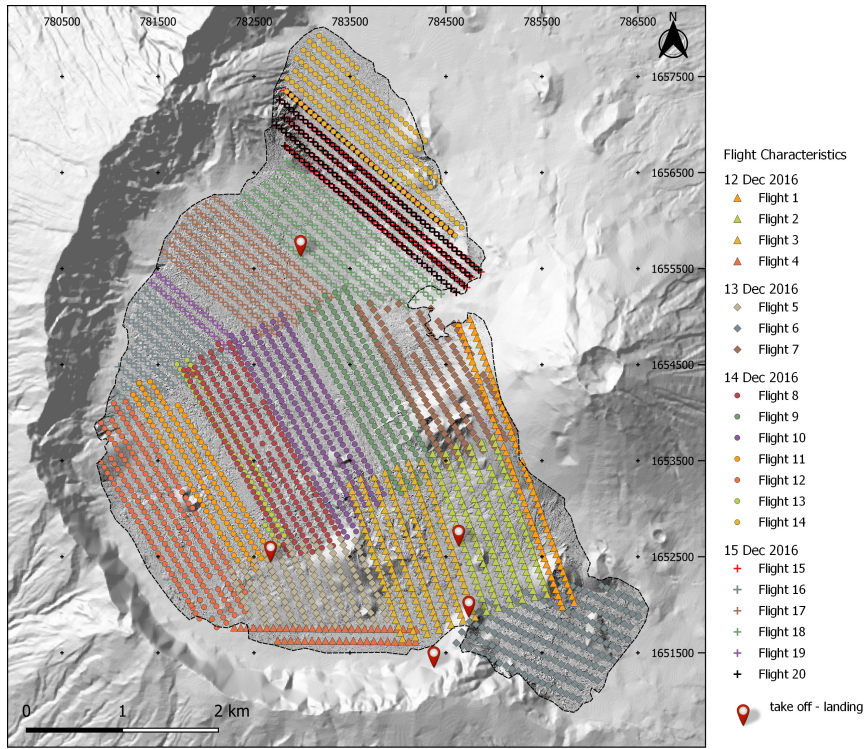 780500 781500 782500 783500 784500 785500 786500
N
1657500
1656500
1655500
1654500
1653500
1652500
1651500
0 1 2 km
Flight Characteristics
12 Dec 2016
Flight 1
Flight 2
Flight 3
Flight 4
13 Dec 2016
Flight 5
Flight 6
Flight 7
14 Dec 2016
Flight 8
Flight 9
Flight 10
Flight 11
Flight 12
Flight 13
Flight 14
15 Dec 2016
Flight 15
Flight 16
Flight 17
Flight 18
Flight 19
Flight 20
take off - landing